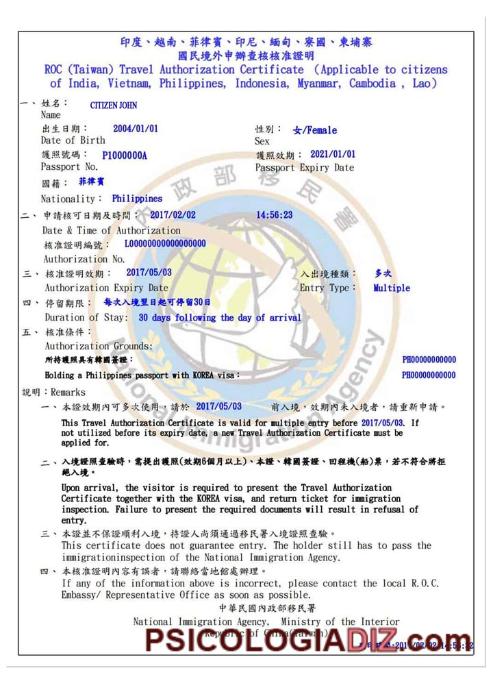 印度、越南、菲律賓、印尼、緬甸、寮國、柬埔寨
國民境外申辦查核核准證明
ROC (Taiwan) Travel Authorization Certificate (Applicable to citizens
of India, Vietnam, Philippines, Indonesia, Myanmar, Cambodia , Lao)
一、姓名： CITIZEN JOHN
Name
出生日期： 2004/01/01 性別： 女/Female
Date of Birth Sex
護照號碼： P1000000A 護照效期： 2021/01/01
Passport No. Passport Expiry Date
國籍： 菲律賓
Nationality： Philippines
二、申請核可日期及時間： 2017/02/02 14:56:23
Date & Time of Authorization
核准證明編號： L00000000000000000
Authorization No.
三、核准證明效期： 2017/05/03 入出境種類： 多次
Authorization Expiry Date Entry Type： Multiple
四、停留期限： 每次入境翌日起可停留30日
Duration of Stay: 30 days following the day of arrival
五、核准條件：
Authorization Grounds:
所持護照具有韓國簽證： PH00000000000
Bolding a Philippines passport with KOREA visa： PH00000000000
說明：Remarks
一、本證效期內可多次使用，請於 2017/05/03 前入境，效期內未入境者，請重新申請。
This Travel Authorization Certificate is valid for multiple entry before 2017/05/03. If
not utilized before its expiry date, a new Travel Authorization Certificate must be
applied for.
二、入境證照查驗時，需提出護照(效期6個月以上)、本證、韓國簽證、回程機(船)票，若不符合將拒
絕入境。
Upon arrival, the visitor is required to present the Travel Authorization
Certificate together with the KOREA visa, and return ticket for immigration
inspection. Failure to present the required documents will result in refusal of
entry.
三、本證並不保證順利入境，持證人尚須通過移民署入境證照查驗。
This certificate does not guarantee entry. The holder still has to pass the
immigrationinspection of the National Immigration Agency.
四、本核准證明內容有誤者，請聯絡當地館處辦理。
If any of the information above is incorrect, please contact the local R.O.C.
Embassy/ Representative Office as soon as possible.
中華民國內政部移民署
National Immigration Agency. Ministry of the Interior
Republic of China(Taiwan)
PSICOLOGIADIZ.com
內政部移民署
National Immigration Agency